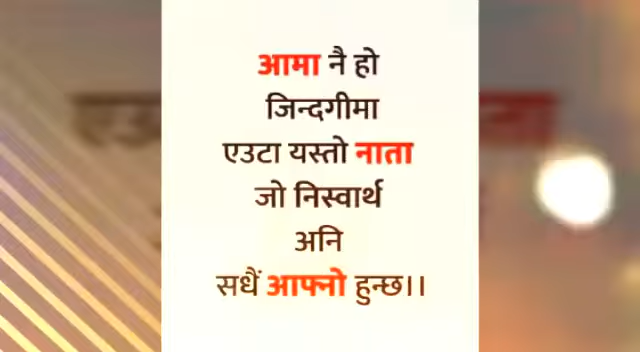 आमा नै हो
जिन्दगीमा
एउटा यस्तो नाता
जो निस्वार्थ
अनि
सधैं आफ्नो हुन्छ।।